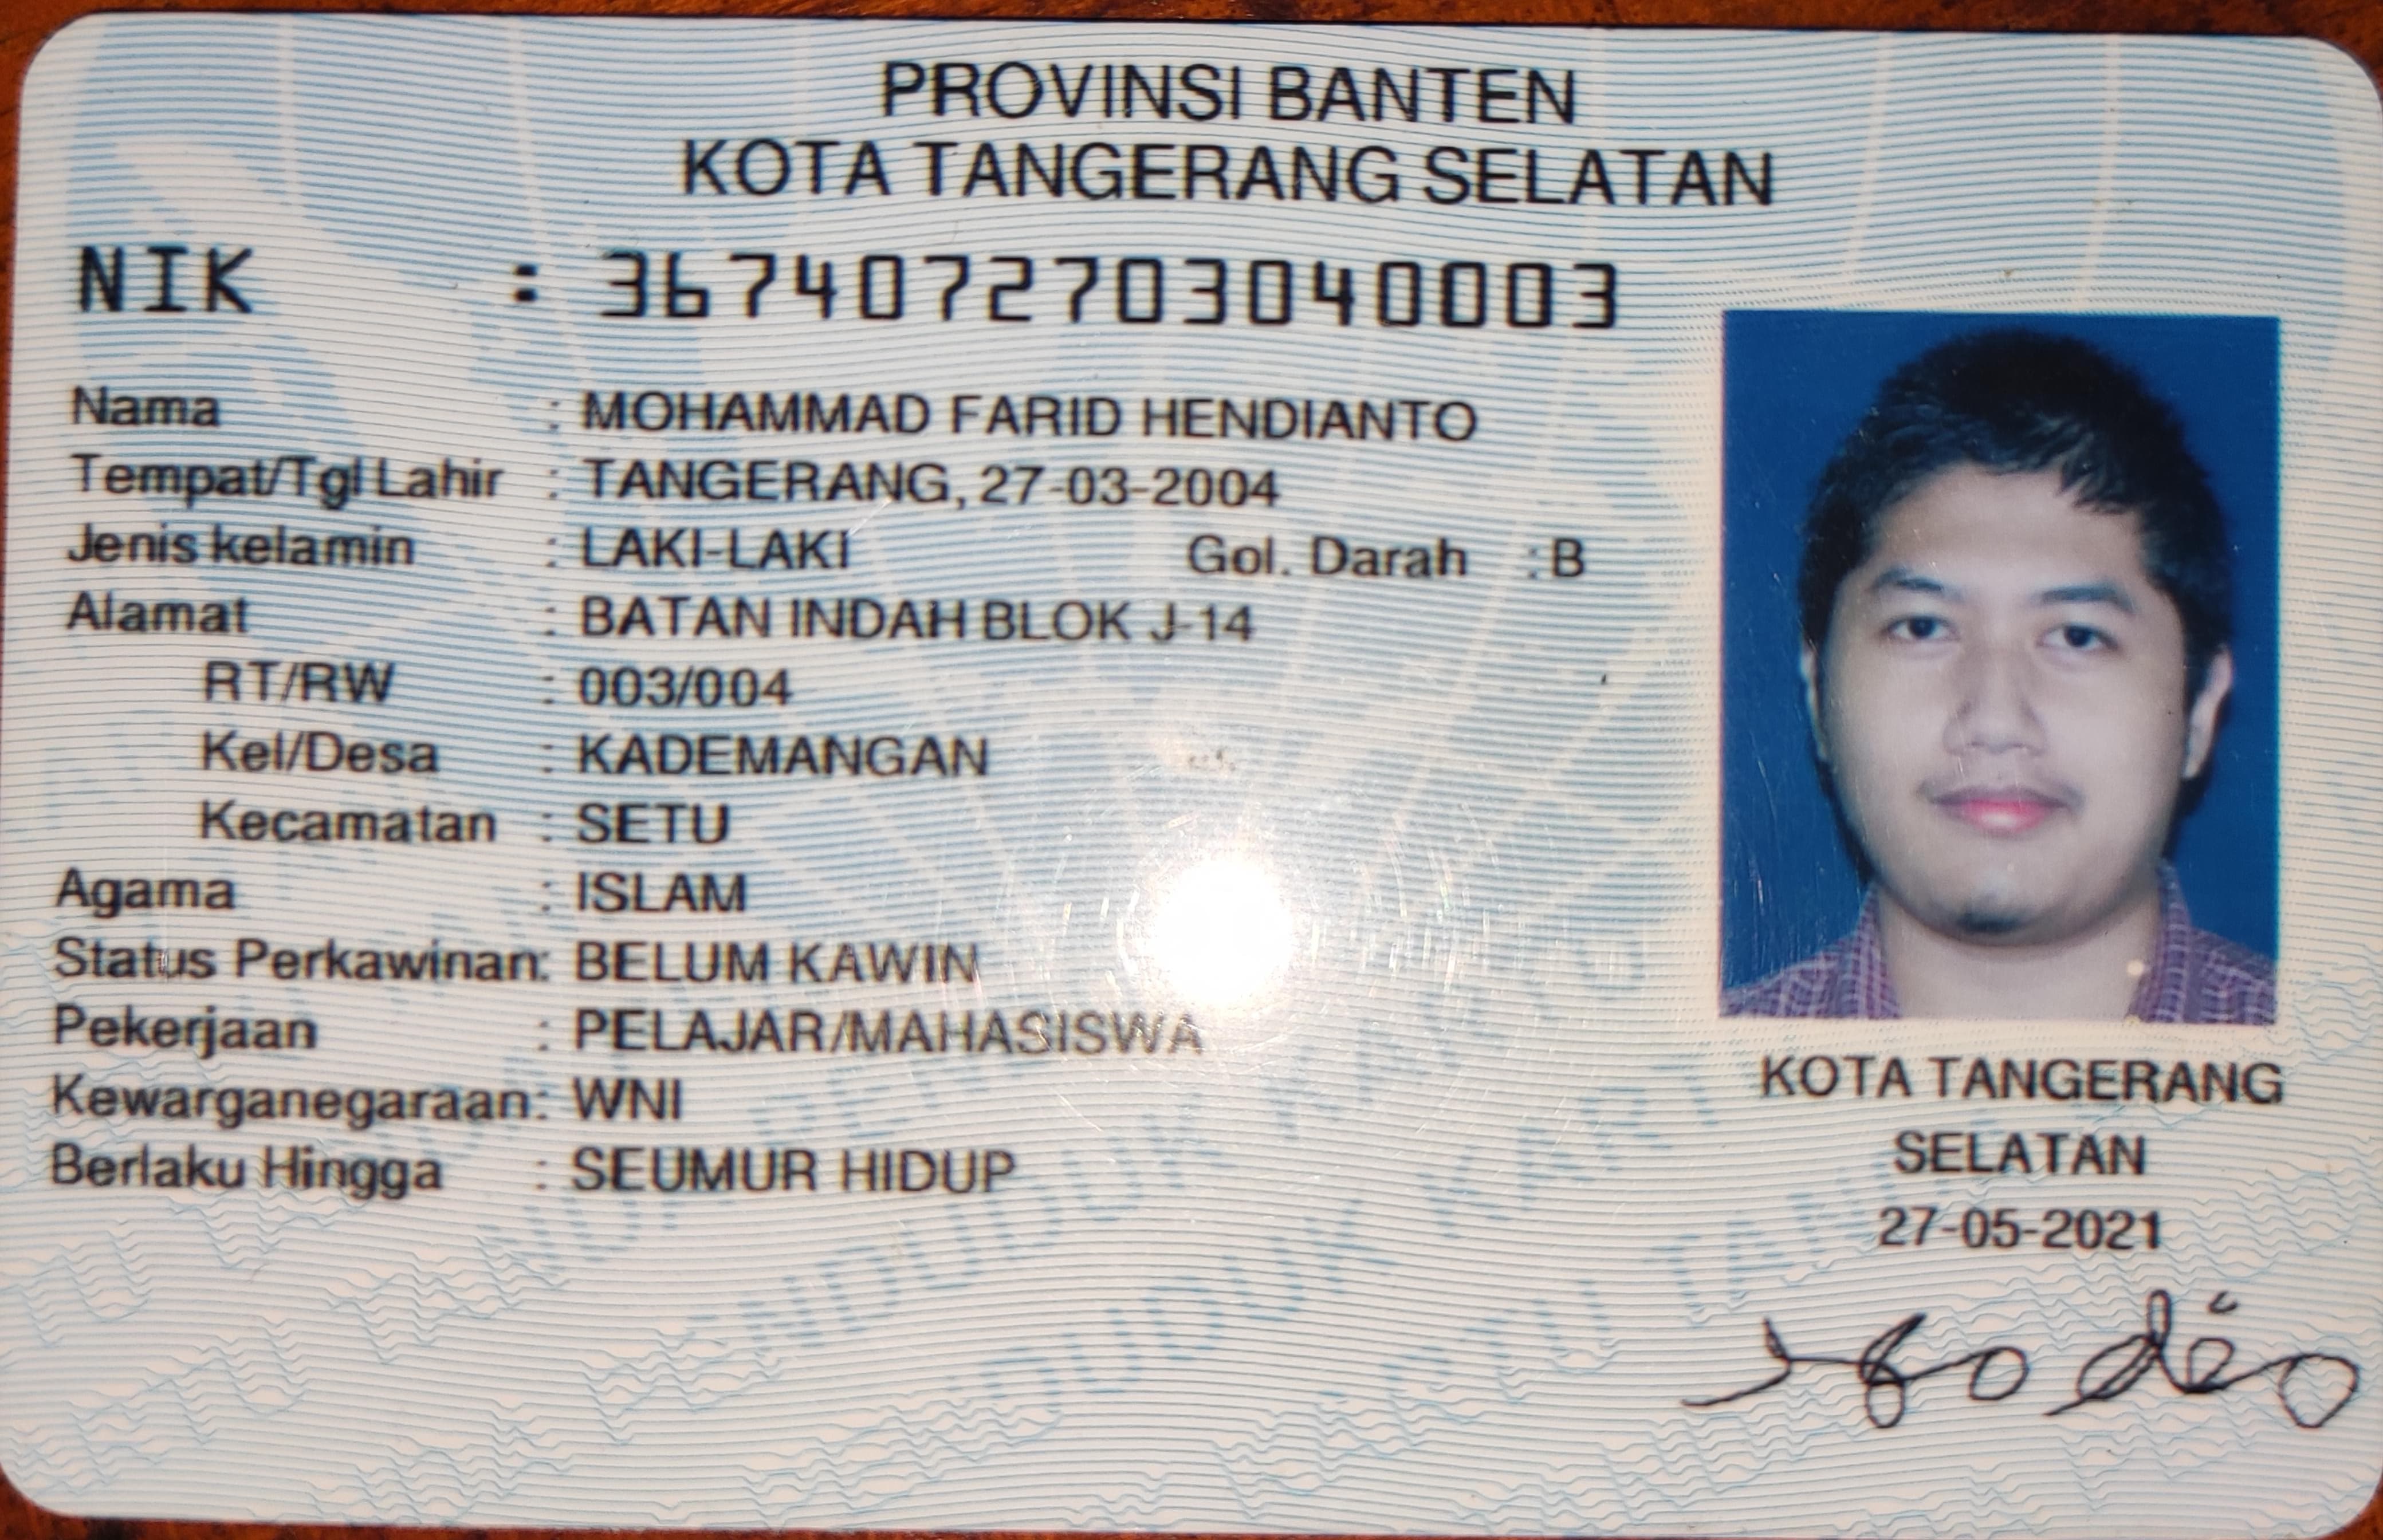 PROVINSI BANTEN
KOTA TANGERANG SELATAN
NIK : 3674072703040003
Nama : MOHAMMAD FARID HENDIANTO
Tempat/Tgl Lahir : TANGERANG, 27-03-2004
Jenis kelamin : LAKI-LAKI Gol. Darah : B
Alamat : BATAN INDAH BLOK J-14
RT/RW : 003/004
Kel/Desa : KADEMANGAN
Kecamatan : SETU
Agama : ISLAM
Status Perkawinan: BELUM KAWIN
Pekerjaan : PELAJAR/MAHASISWA
Kewarganegaraan: WNI
Berlaku Hingga : SEUMUR HIDUP
KOTA TANGERANG
SELATAN
27-05-2021